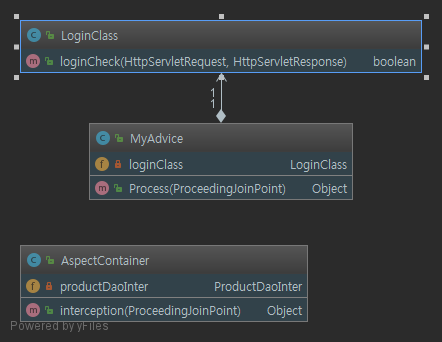 LoginClass
loginCheck(HttpServletRequest, HttpServletResponse) boolean
1
1
MyAdvice
loginClass LoginClass
Process(ProceedingJoinPoint) Object
AspectContainer
productDaoInter ProductDaoInter
interception(ProceedingJoinPoint) Object
Powered by yFiles